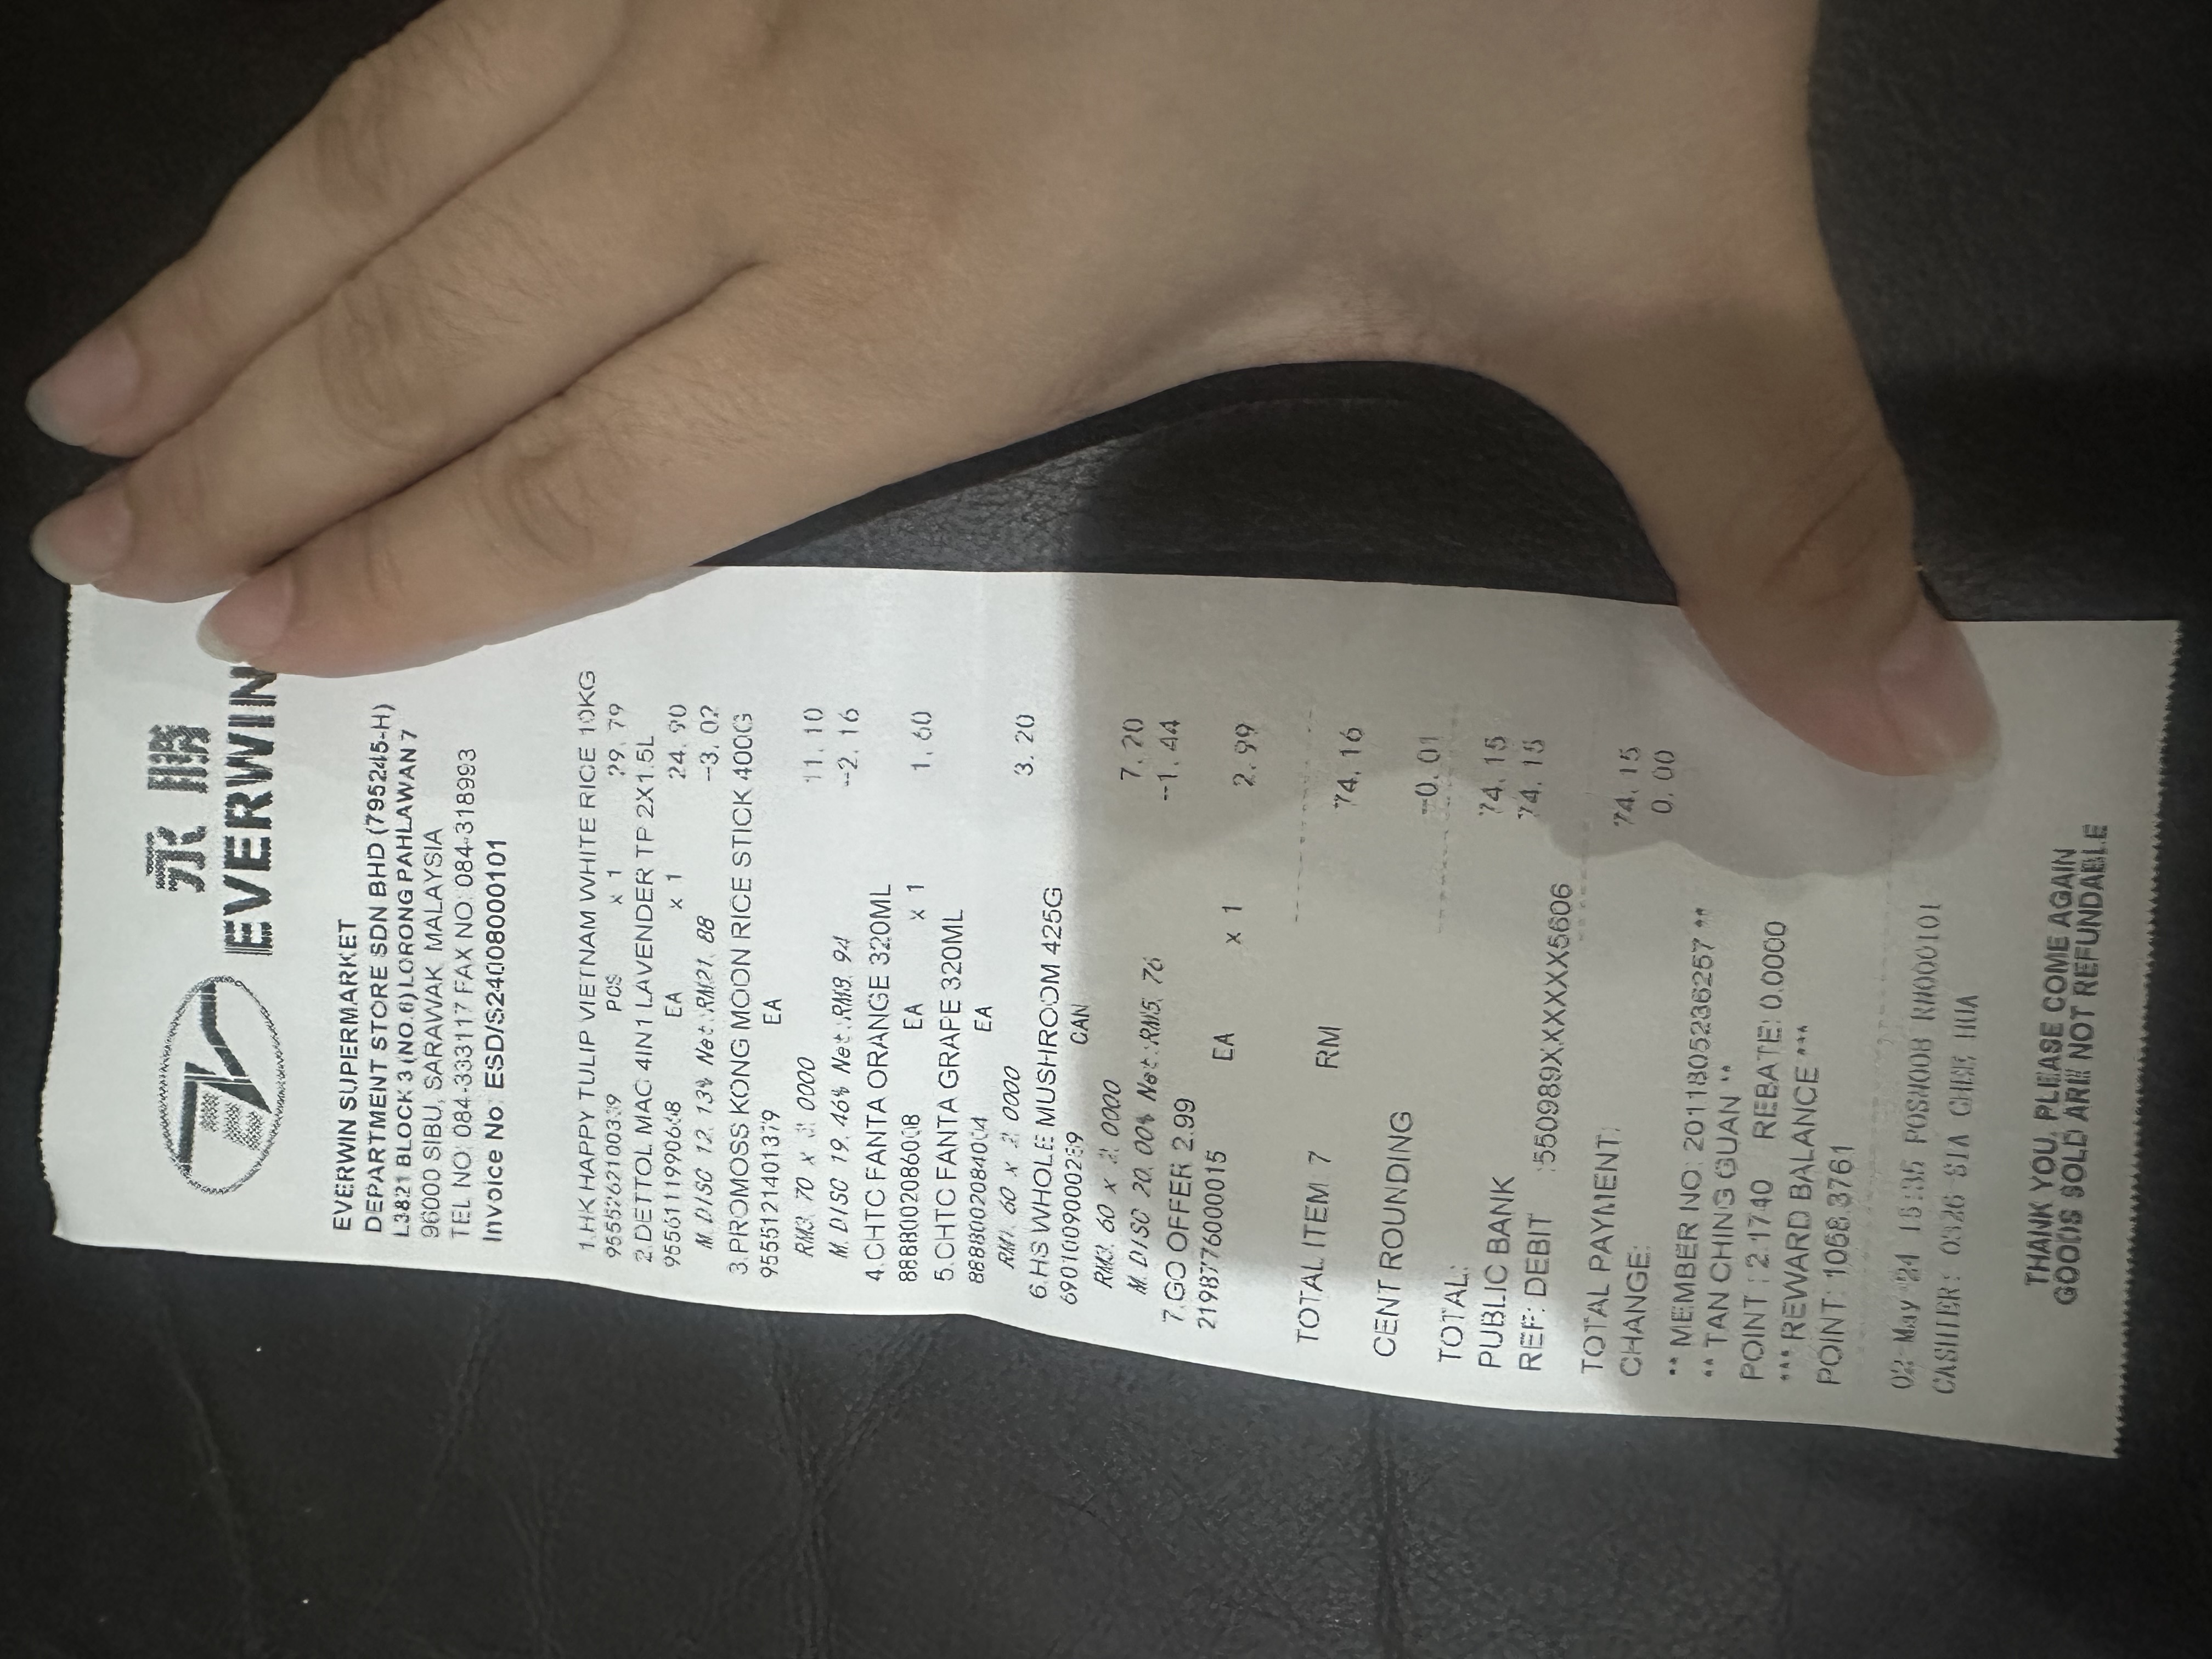 永勝
EVERWIN
EVERWIN SUPERMARKET
DEPARTMENT STORE SDN BHD (795245-H)
L3821 BLOCK 3 (NO.6) LORONG PAHLAWAN 7
96000 SIBU, SARAWAK, MALAYSIA
TEL NO: 084-333117 FAX NO: 084-318993
Invoice No: ESD/S24008000101
1.HK HAPPY TULIP VIETNAM WHITE RICE 10KG
9555262100339 PCS x 1 29.79
2.DETTOL MAC 4IN1 LAVENDER TP 2X1.5L
9556111990668 EA x 1 24.90
M.DISC 12.13% Net:RM21.88 -3.02
3.PROMOSS KONG MOON RICE STICK 400G
9555121401379 EA
RM3.70 x 3.0000 11.10
M.DISC 19.46% Net:RM8.94 -2.16
4.CHTC FANTA ORANGE 320ML
8888002086008 EA x 1 1.60
5.CHTC FANTA GRAPE 320ML
8888002084004 EA
RM1.60 x 2.0000 3.20
6.HS WHOLE MUSHROOM 425G
6901009000289 CAN
RM3.60 x 2.0000 7.20
M.DISC 20.00% Net:RM5.76 -1.44
7.GO OFFER 2.99
2198776000015 EA x 1 2.99
TOTAL ITEM 7 RM 74.16
CENT ROUNDING -0.01
TOTAL: 74.15
PUBLIC BANK 74.15
REF: DEBIT :550989XXXXXX5606
TOTAL PAYMENT: 74.15
CHANGE: 0.00
** MEMBER NO: 2011805236257 **
** TAN CHING GUAN **
POINT : 2.1740 REBATE: 0.0000
*** REWARD BALANCE ***
POINT: 1058.3761
02-May-24 15:35 POSW008 RN000101
CASHIER: 0326-SIA CHEE HUA
THANK YOU, PLEASE COME AGAIN
GOODS SOLD ARE NOT REFUNDABLE